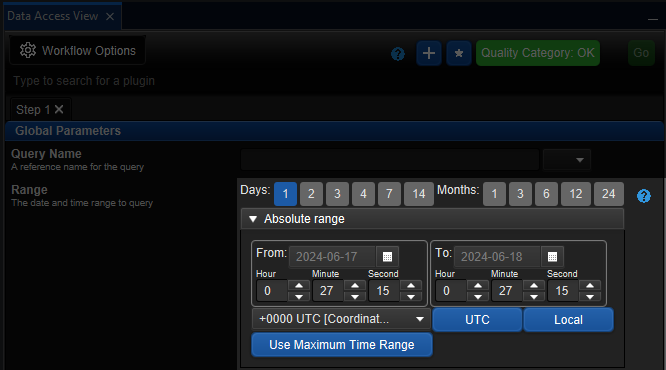 Data Access View
Workflow Options
Quality Category: OK
Go
Type to search for a plugin
Step 1
Global Parameters
Query Name
A reference name for the query
Range
The date and time range to query
Days: 1 3 5 7 14 Months: 1 3 6 12 24
Absolute range
From: 2024-06-17 To: 2024-06-18
Hour Minute Second Hour Minute Second
0 27 15 0 27 15
+0000 UTC [Coordinat... UTC Local
Use Maximum Time Range